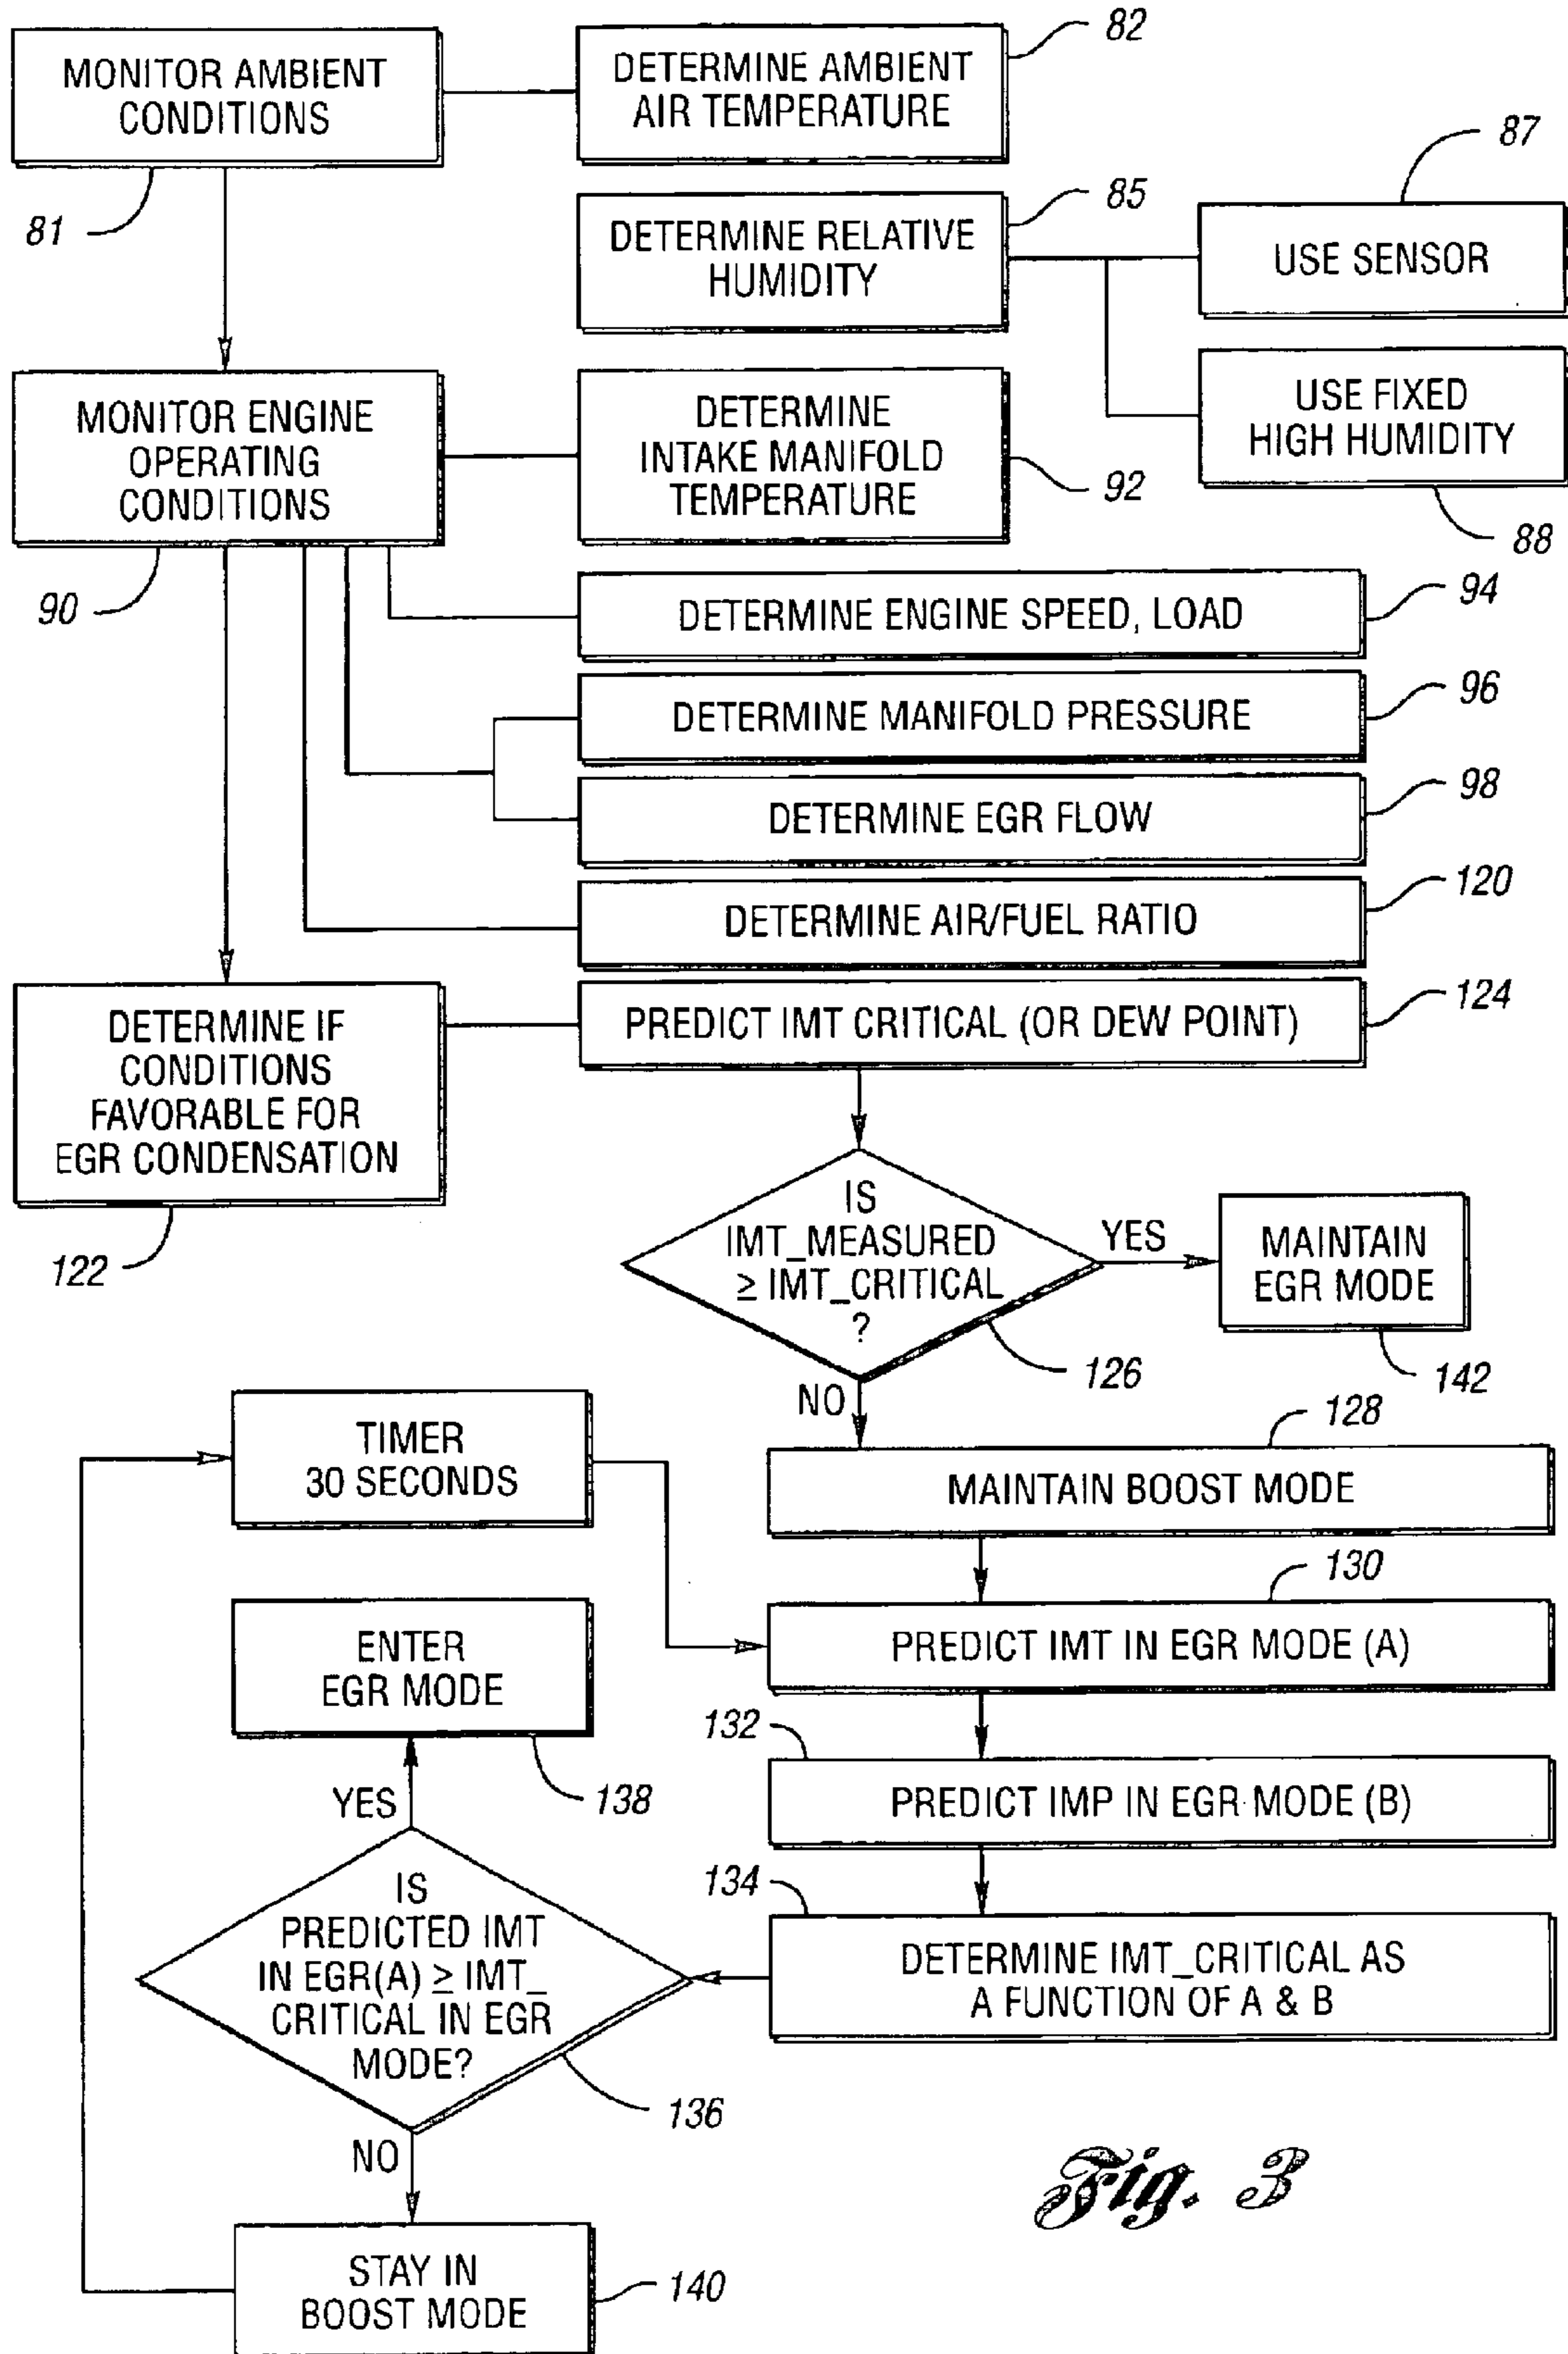 MONITOR AMBIENT
CONDITIONS
81
DETERMINE AMBIENT
AIR TEMPERATURE
82
DETERMINE RELATIVE
HUMIDITY
85
USE SENSOR
87
USE FIXED
HIGH HUMIDITY
88
MONITOR ENGINE
OPERATING
CONDITIONS
90
DETERMINE
INTAKE MANIFOLD
TEMPERATURE
92
DETERMINE ENGINE SPEED, LOAD
94
DETERMINE MANIFOLD PRESSURE
96
DETERMINE EGR FLOW
98
DETERMINE AIR/FUEL RATIO
120
DETERMINE IF
CONDITIONS
FAVORABLE FOR
EGR CONDENSATION
122
PREDICT IMT CRITICAL (OR DEW POINT)
124
IS
IMT_MEASURED
≥ IMT_CRITICAL
?
126
YES
MAINTAIN
EGR MODE
142
NO
MAINTAIN BOOST MODE
128
TIMER
30 SECONDS
PREDICT IMT IN EGR MODE (A)
130
ENTER
EGR MODE
138
PREDICT IMP IN EGR MODE (B)
132
YES
DETERMINE IMT_CRITICAL AS
A FUNCTION OF A & B
134
IS
PREDICTED IMT
IN EGR(A) ≥ IMT_
CRITICAL IN EGR
MODE?
136
NO
STAY IN
BOOST MODE
140
Fig. 3